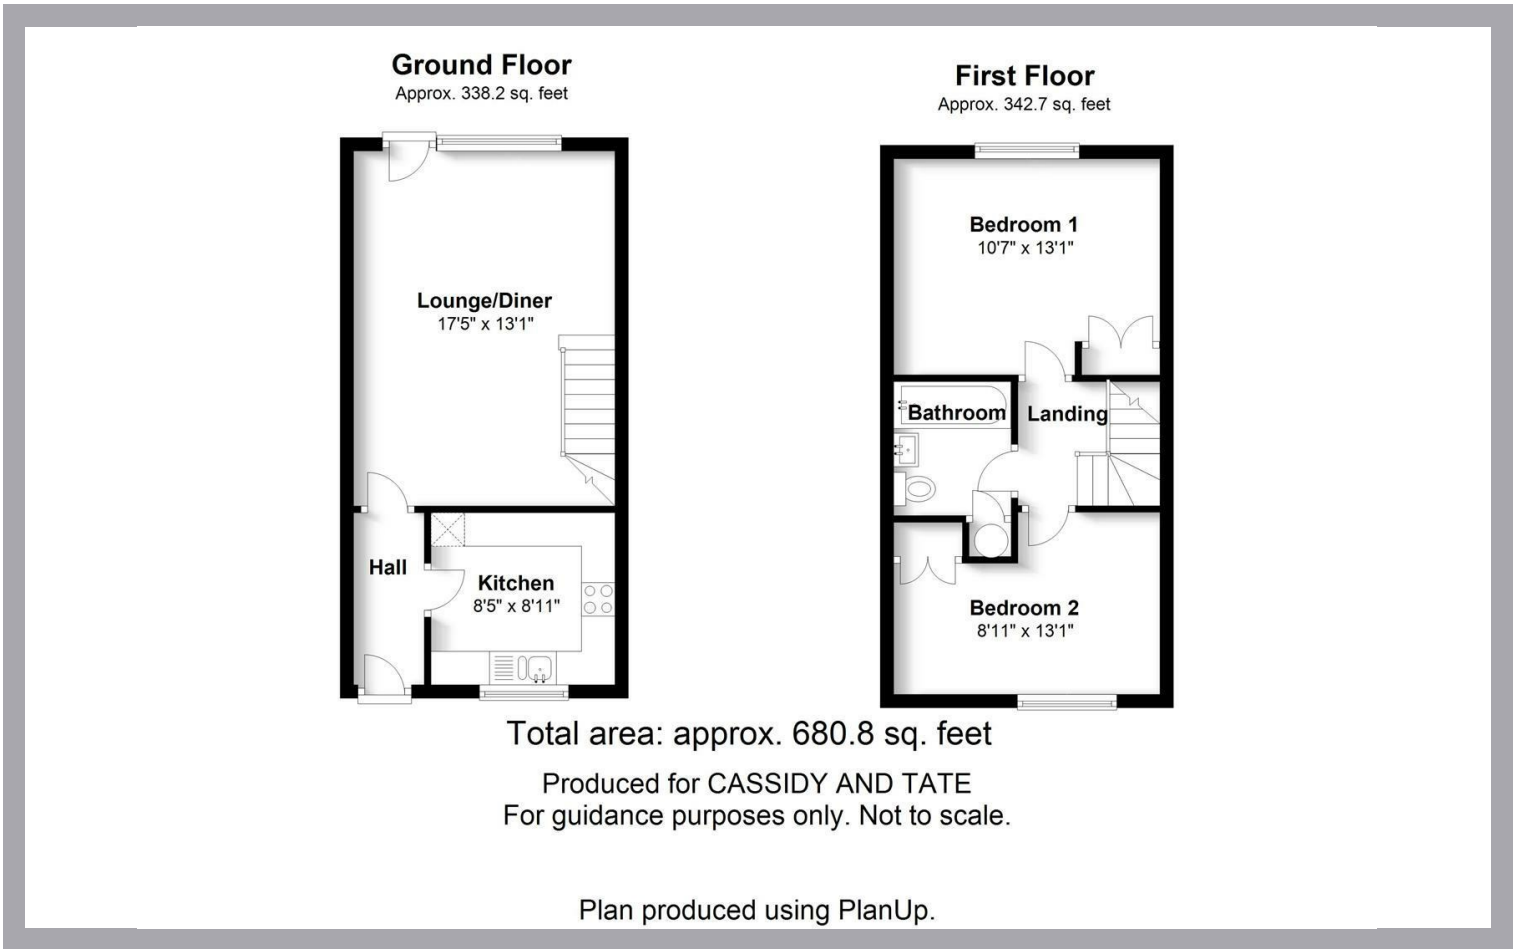 Ground Floor
Approx. 338.2 sq. feet
Lounge/Diner
17'5" x 13'1"
Hall
Kitchen
8'5" x 8'11"
First Floor
Approx. 342.7 sq. feet
Bedroom 1
10'7" x 13'1"
Bathroom
Landing
Bedroom 2
8'11" x 13'1"
Total area: approx. 680.8 sq. feet
Produced for CASSIDY AND TATE
For guidance purposes only. Not to scale.
Plan produced using PlanUp.